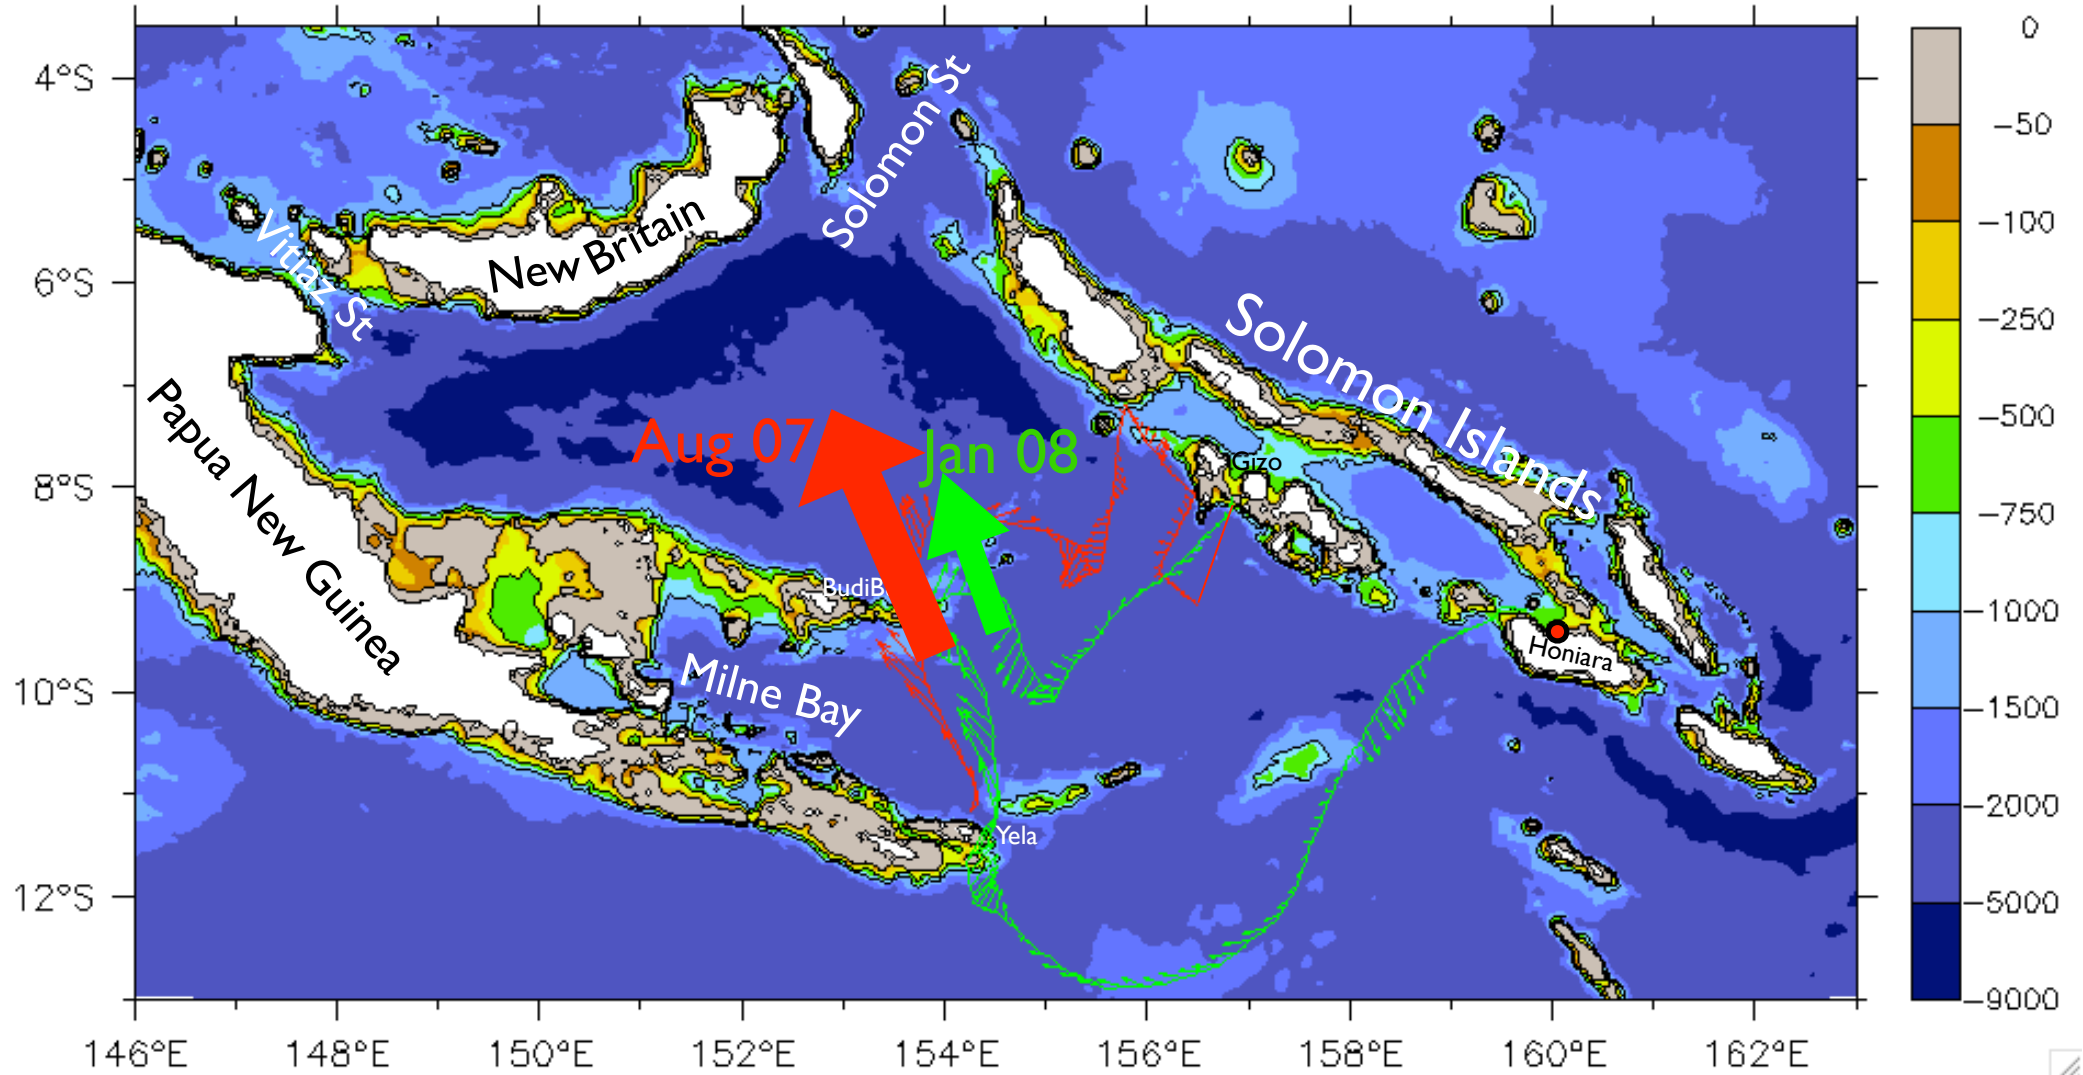 4°S
6°S
8°S
10°S
12°S
146°E
148°E
150°E
152°E
154°E
156°E
158°E
160°E
162°E
Solomon St
Vitiaz St
New Britain
Solomon Islands
Papua New Guinea
Aug 07
Jan 08
Gizo
BudiB
Honiara
Milne Bay
Yela
0
-50
-100
-250
-500
-750
-1000
-1500
-2000
-5000
-9000